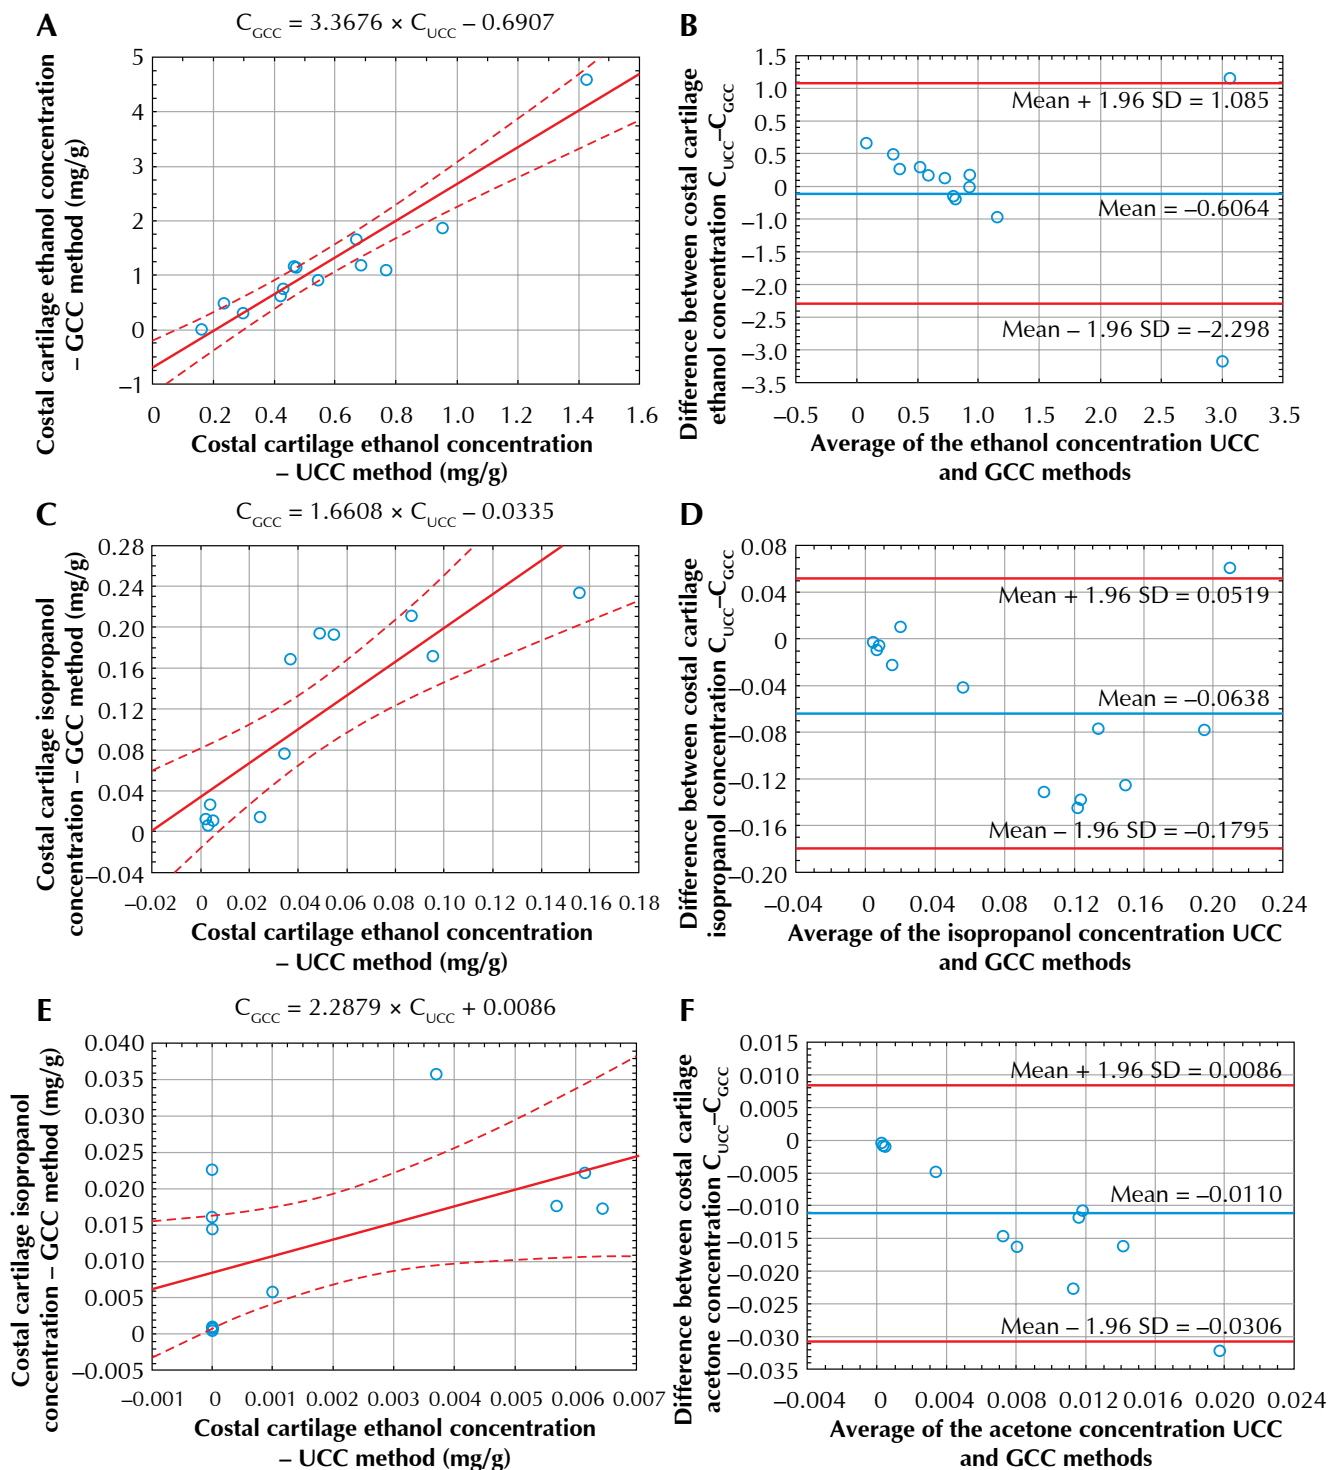 A
C_GCC = 3.3676 × C_UCC – 0.6907
Costal cartilage ethanol concentration
– GCC method (mg/g)
5
4
3
2
1
0
–1
0 0.2 0.4 0.6 0.8 1.0 1.2 1.4 1.6
Costal cartilage ethanol concentration
– UCC method (mg/g)
B
Difference between costal cartilage
ethanol concentration C_UCC–C_GCC
1.5
1.0
0.5
0.5
0
–1.0
–1.5
–2.0
–2.5
–3.0
–3.5
Mean + 1.96 SD = 1.085
Mean = –0.6064
Mean – 1.96 SD = –2.298
–0.5 0 0.5 1.0 1.5 2.0 2.5 3.0 3.5
Average of the ethanol concentration UCC
and GCC methods
C
C_GCC = 1.6608 × C_UCC – 0.0335
Costal cartilage isopropanol
concentration – GCC method (mg/g)
0.28
0.24
0.20
0.16
0.12
0.08
0.04
0
–0.04
–0.02 0 0.02 0.04 0.06 0.08 0.10 0.12 0.14 0.16 0.18
Costal cartilage ethanol concentration
– UCC method (mg/g)
D
Difference between costal cartilage
isopropanol concentration C_UCC–C_GCC
0.08
0.04
0
–0.04
–0.08
–0.12
–0.16
–0.20
Mean + 1.96 SD = 0.0519
Mean = –0.0638
Mean – 1.96 SD = –0.1795
–0.04 0 0.04 0.08 0.12 0.16 0.20 0.24
Average of the isopropanol concentration UCC
and GCC methods
E
C_GCC = 2.2879 × C_UCC + 0.0086
Costal cartilage isopropanol
concentration – GCC method (mg/g)
0.040
0.035
0.030
0.025
0.020
0.015
0.010
0.005
0
–0.005
–0.001 0 0.001 0.002 0.003 0.004 0.005 0.006 0.007
Costal cartilage ethanol concentration
– UCC method (mg/g)
F
Difference between costal cartilage
acetone concentration C_UCC–C_GCC
0.015
0.010
0.005
0
–0.005
–0.010
–0.015
–0.020
–0.025
–0.030
–0.035
Mean + 1.96 SD = 0.0086
Mean = –0.0110
Mean – 1.96 SD = –0.0306
–0.004 0 0.004 0.008 0.012 0.016 0.020 0.024
Average of the acetone concentration UCC
and GCC methods